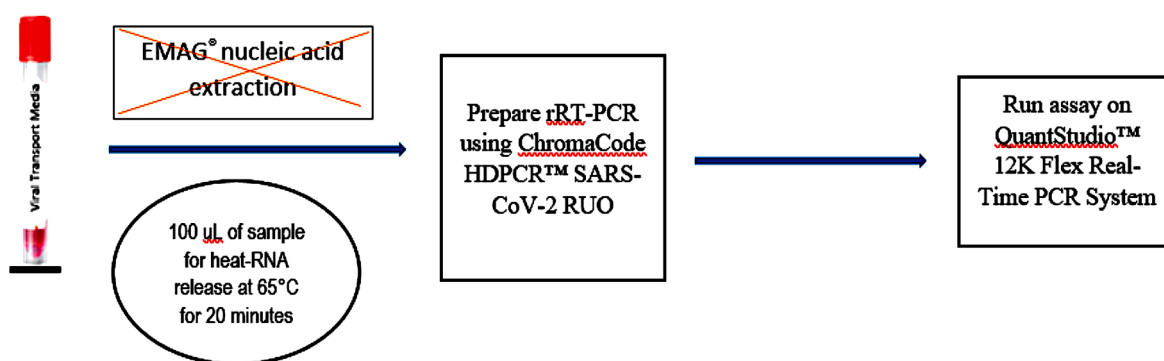 Viral Transport Media
EMAG® nucleic acid
extraction
100 uL of sample
for heat-RNA
release at 65°C
for 20 minutes
Prepare rRT-PCR
using ChromaCode
HDPCR™ SARS-
CoV-2 RUO
Run assay on
QuantStudio™
12K Flex Real-
Time PCR System